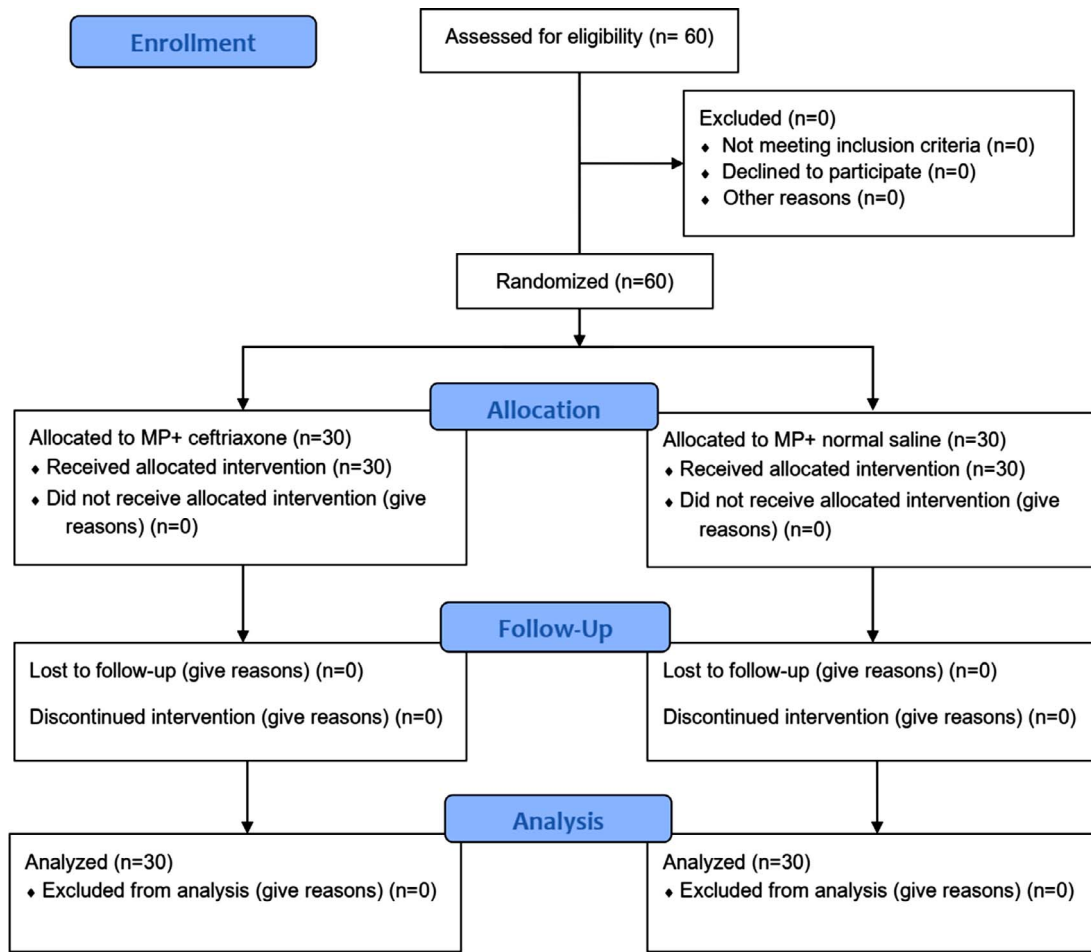 Enrollment
Assessed for eligibility (n= 60)
Excluded (n=0)
♦ Not meeting inclusion criteria (n=0)
♦ Declined to participate (n=0)
♦ Other reasons (n=0)
Randomized (n=60)
Allocation
Allocated to MP+ ceftriaxone (n=30)
♦ Received allocated intervention (n=30)
♦ Did not receive allocated intervention (give
reasons) (n=0)
Allocated to MP+ normal saline (n=30)
♦ Received allocated intervention (n=30)
♦ Did not receive allocated intervention (give
reasons) (n=0)
Follow-Up
Lost to follow-up (give reasons) (n=0)
Discontinued intervention (give reasons) (n=0)
Lost to follow-up (give reasons) (n=0)
Discontinued intervention (give reasons) (n=0)
Analysis
Analyzed (n=30)
♦ Excluded from analysis (give reasons) (n=0)
Analyzed (n=30)
♦ Excluded from analysis (give reasons) (n=0)